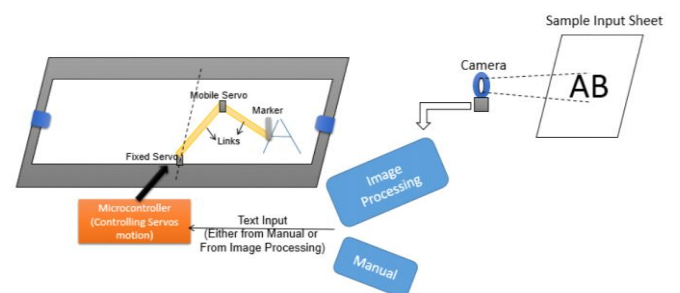 Sample Input Sheet
Camera
AB
Mobile Servo
Marker
Links
Fixed Servo
Image
Processing
Microcontroller
(Controlling Servos
motion)
Text Input
(Either from Manual or
From Image Processing)
Manual